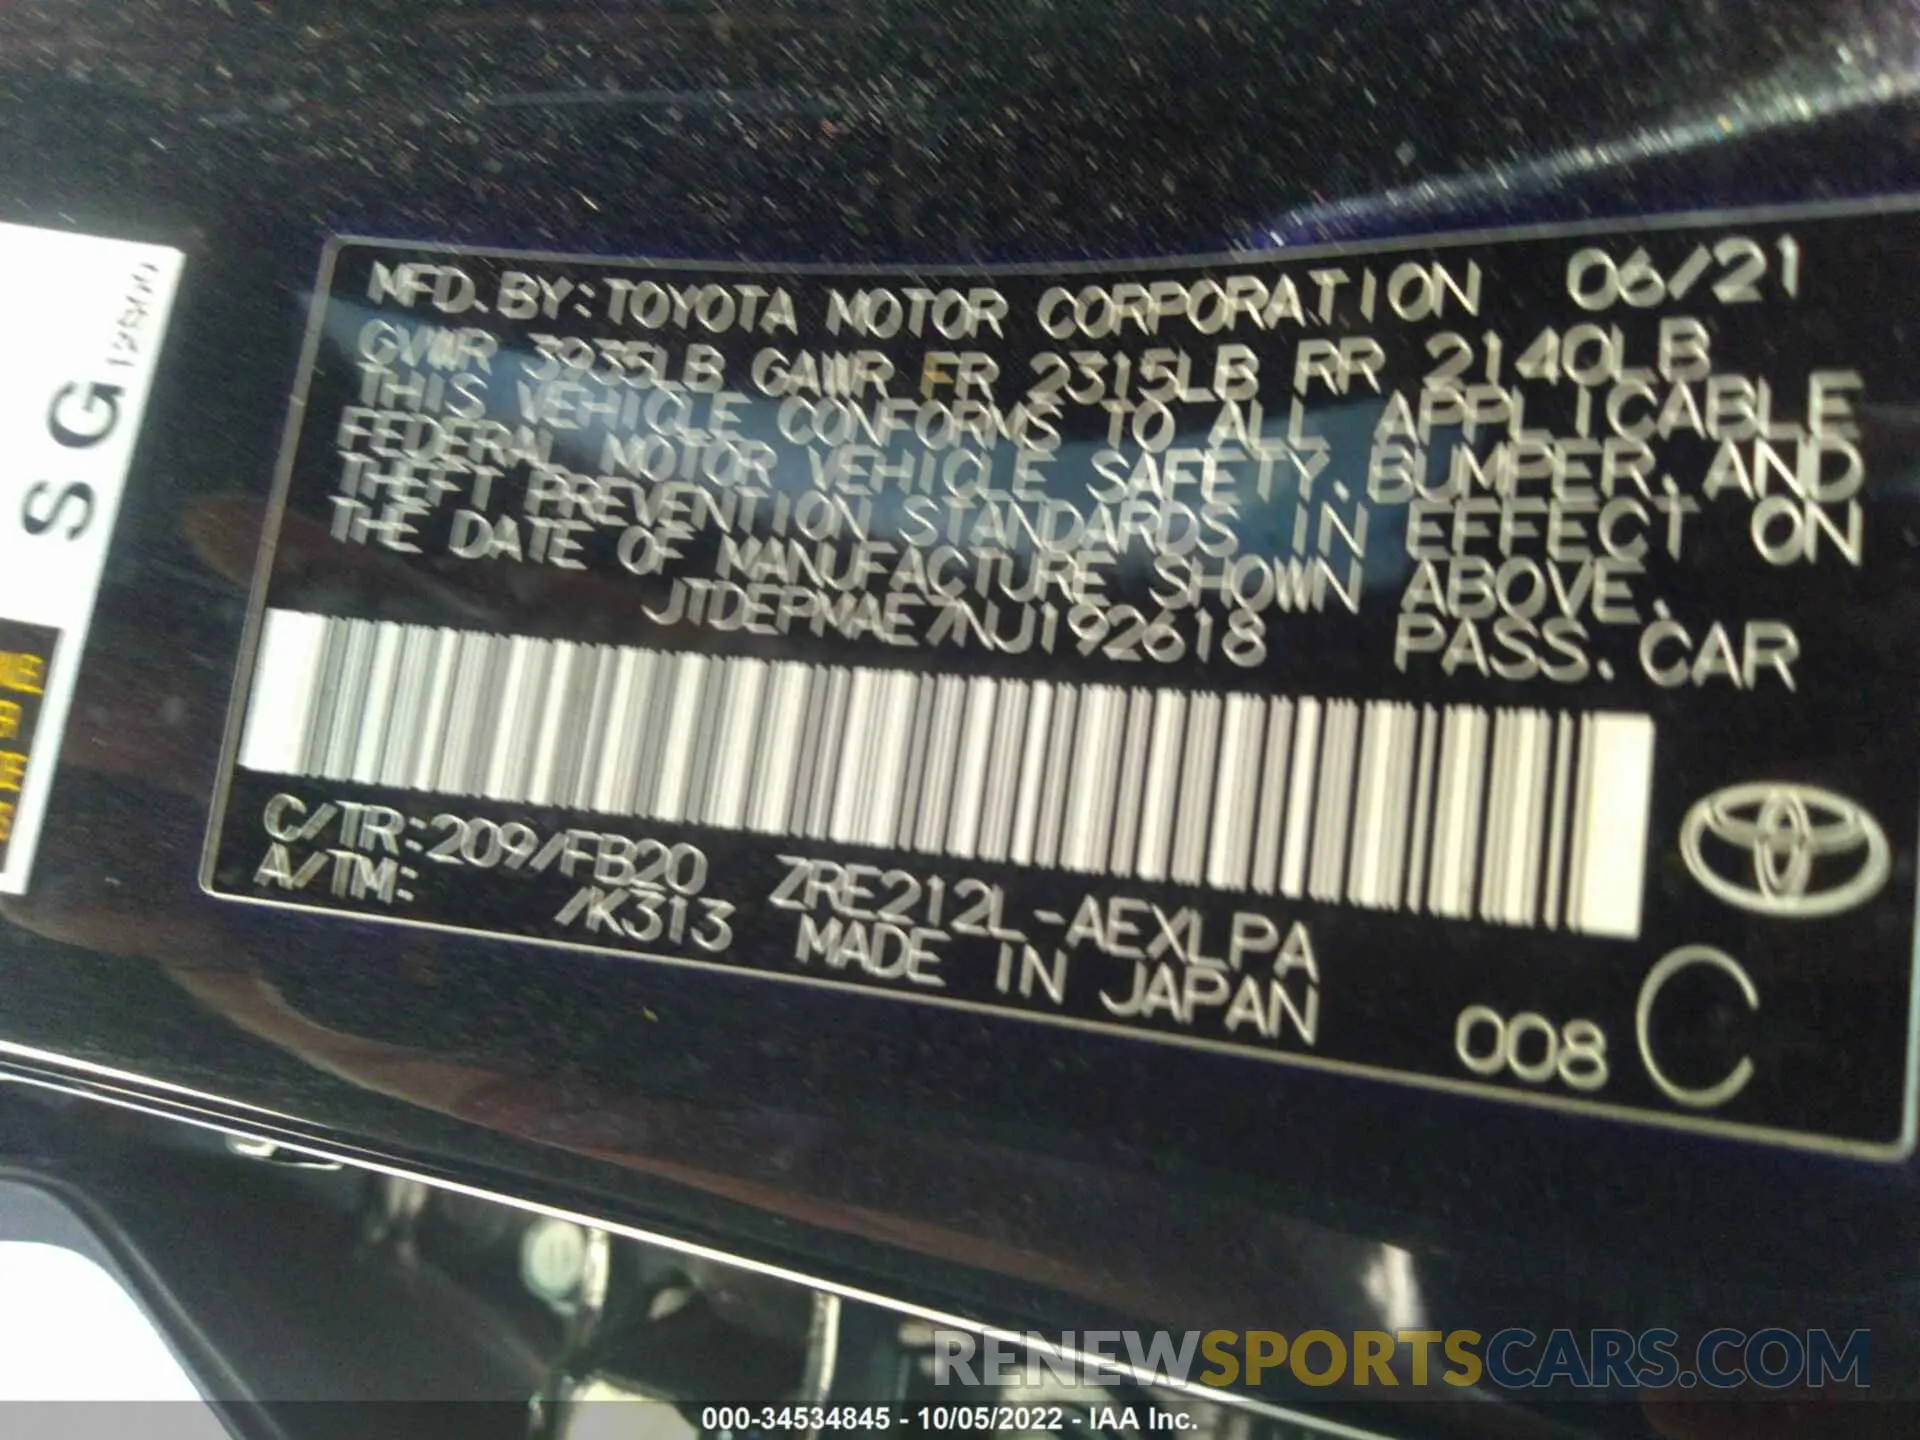 MFD. BY: TOYOTA MOTOR CORPORATION 06/21
GVWR 3935LB GAWR FR 2315LB RR 2140LB
THIS VEHICLE CONFORMS TO ALL APPLICABLE
FEDERAL MOTOR VEHICLE SAFETY, BUMPER, AND
THEFT PREVENTION STANDARDS IN EFFECT ON
THE DATE OF MANUFACTURE SHOWN ABOVE.
JTDEPMAE7NJ192618 PASS. CAR
C/TR:209/FB20 ZRE212L-AEXLPA
A/TM: /K313 MADE IN JAPAN
008 C
SG
RENEWSPORTSCARS.COM
000-34534845 - 10/05/2022 - IAA Inc.